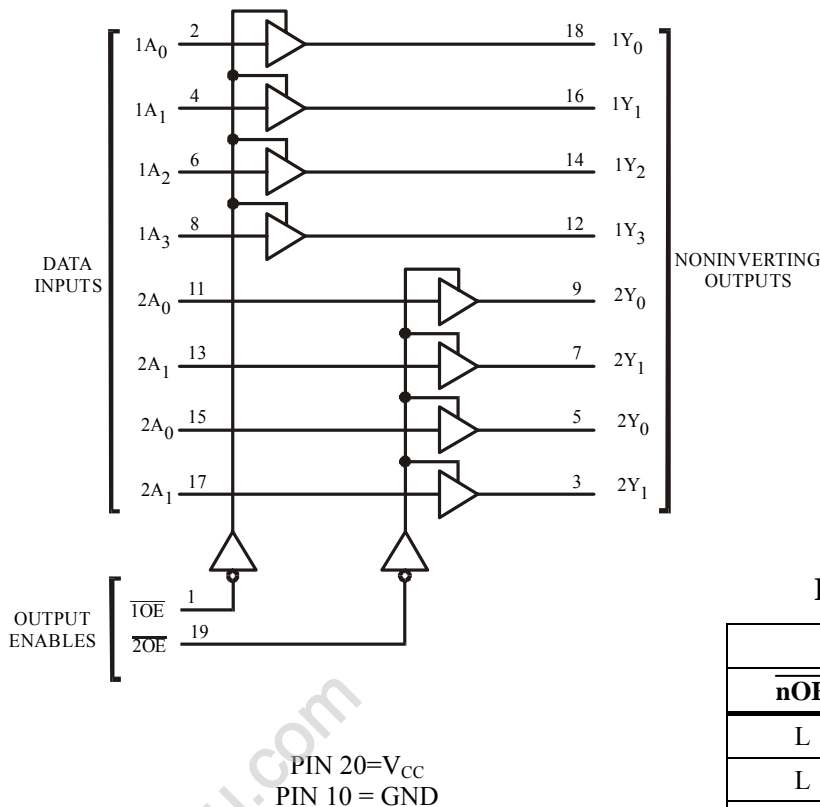 1A0 2 18 1Y0
1A1 4 16 1Y1
1A2 6 14 1Y2
1A3 8 12 1Y3
DATA
INPUTS
NONINVERTING
OUTPUTS
2A0 11 9 2Y0
2A1 13 7 2Y1
2A0 15 5 2Y0
2A1 17 3 2Y1
OUTPUT
ENABLES
1OE 1
2OE 19
PIN 20=VCC
PIN 10 = GND
L
L